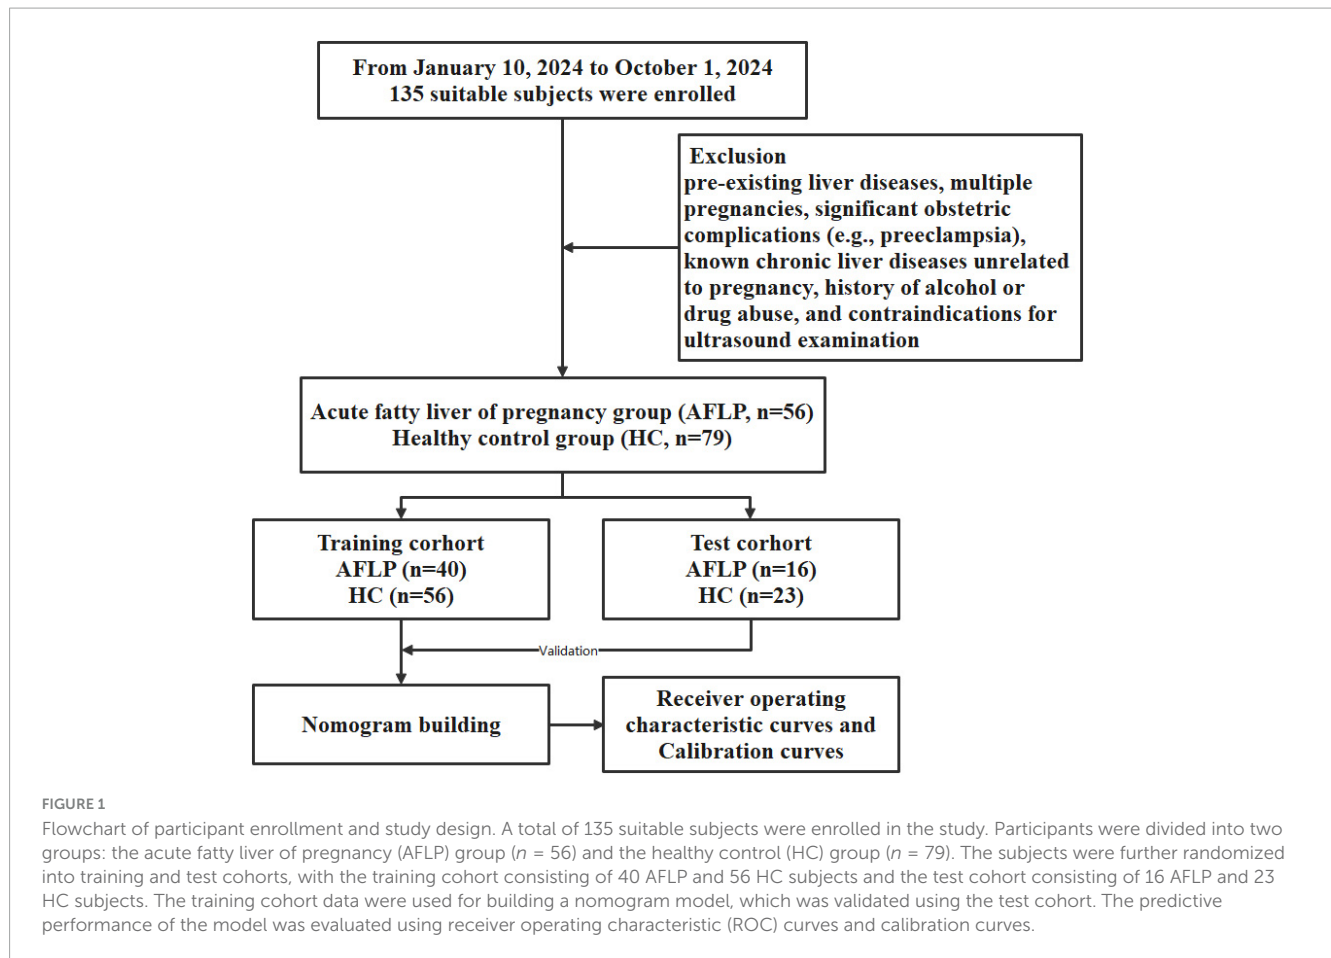 From January 10, 2024 to October 1, 2024
135 suitable subjects were enrolled
Exclusion
pre-existing liver diseases, multiple
pregnancies, significant obstetric
complications (e.g., preeclampsia),
known chronic liver diseases unrelated
to pregnancy, history of alcohol or
drug abuse, and contraindications for
ultrasound examination
Acute fatty liver of pregnancy group (AFLP, n=56)
Healthy control group (HC, n=79)
Training corhort
AFLP (n=40)
HC (n=56)
Test corhort
AFLP (n=16)
HC (n=23)
Validation
Nomogram building
Receiver operating
characteristic curves and
Calibration curves
FIGURE 1
Flowchart of participant enrollment and study design. A total of 135 suitable subjects were enrolled in the study. Participants were divided into two
groups: the acute fatty liver of pregnancy (AFLP) group (n = 56) and the healthy control (HC) group (n = 79). The subjects were further randomized
into training and test cohorts, with the training cohort consisting of 40 AFLP and 56 HC subjects and the test cohort consisting of 16 AFLP and 23
HC subjects. The training cohort data were used for building a nomogram model, which was validated using the test cohort. The predictive
performance of the model was evaluated using receiver operating characteristic (ROC) curves and calibration curves.